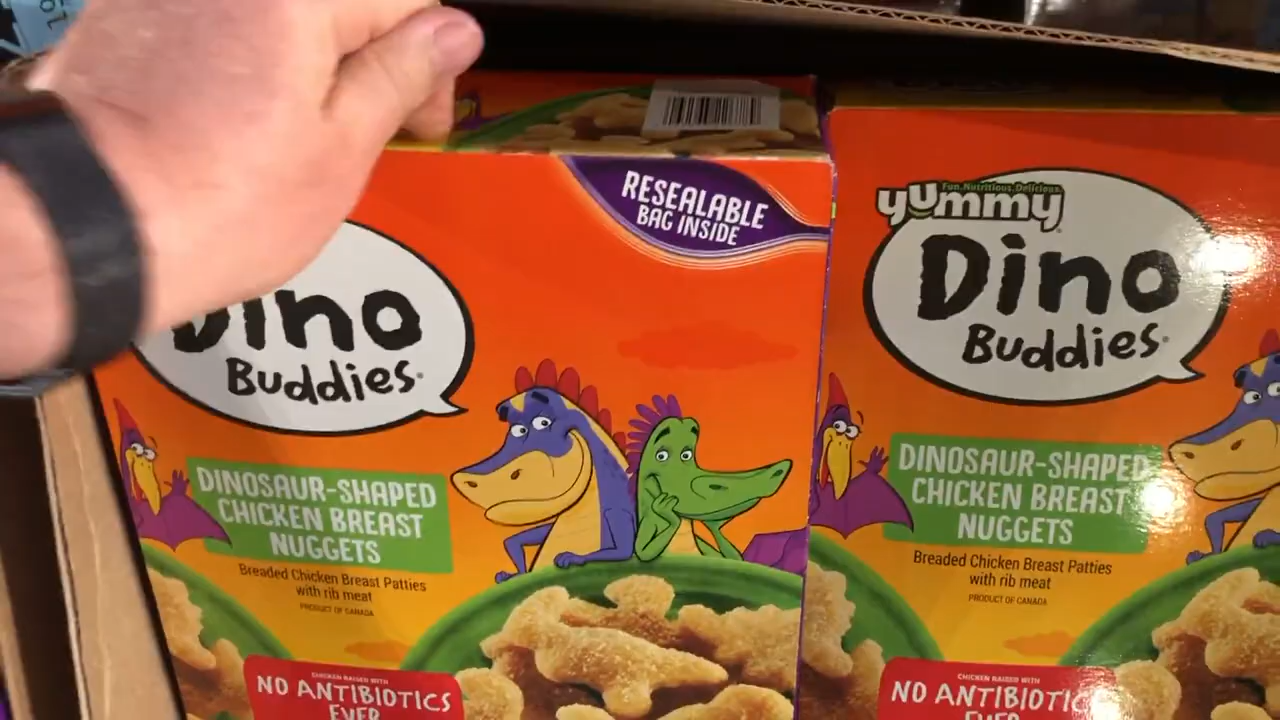 RESEALABLE
BAG INSIDE
Dino
Buddies
DINOSAUR-SHAPED
CHICKEN BREAST
NUGGETS
Breaded Chicken Breast Patties
with rib meat
PRODUCT OF CANADA
CHICKEN RAISED WITH
NO ANTIBIOTICS
EVER
Fun. Nutritious. Delicious.
yummy
Dino
Buddies
DINOSAUR-SHAPED
CHICKEN BREAST
NUGGETS
Breaded Chicken Breast Patties
with rib meat
PRODUCT OF CANADA
CHICKEN RAISED WITH
NO ANTIBIOTIC
EVER